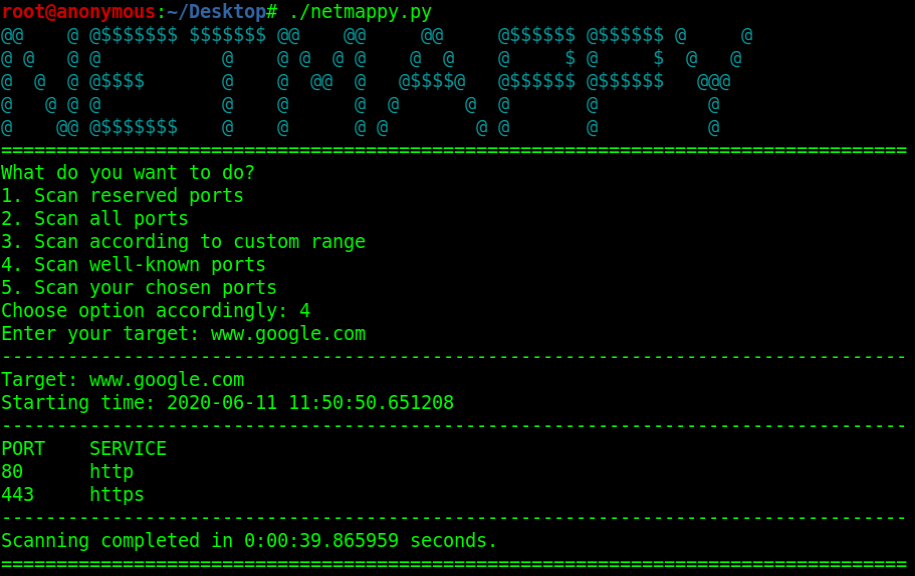 root@anonymous:~/Desktop# ./netmappy.py
@@    @ @$$$$$$$ $$$$$$$ @@    @@     @@     @$$$$$$ @$$$$$$ @     @
@ @   @ @           @    @ @  @ @    @  @    @     $ @     $  @   @
@  @  @ @$$$$       @    @  @@  @   @$$$$@   @$$$$$$ @$$$$$$   @@@
@   @ @ @           @    @      @  @      @  @       @          @
@    @@ @$$$$$$$    @    @      @ @        @ @       @          @
==================================================================================
What do you want to do?
1. Scan reserved ports
2. Scan all ports
3. Scan according to custom range
4. Scan well-known ports
5. Scan your chosen ports
Choose option accordingly: 4
Enter your target: www.google.com
----------------------------------------------------------------------------------
Target: www.google.com
Starting time: 2020-06-11 11:50:50.651208
----------------------------------------------------------------------------------
PORT    SERVICE
80      http
443     https
----------------------------------------------------------------------------------
Scanning completed in 0:00:39.865959 seconds.
==================================================================================